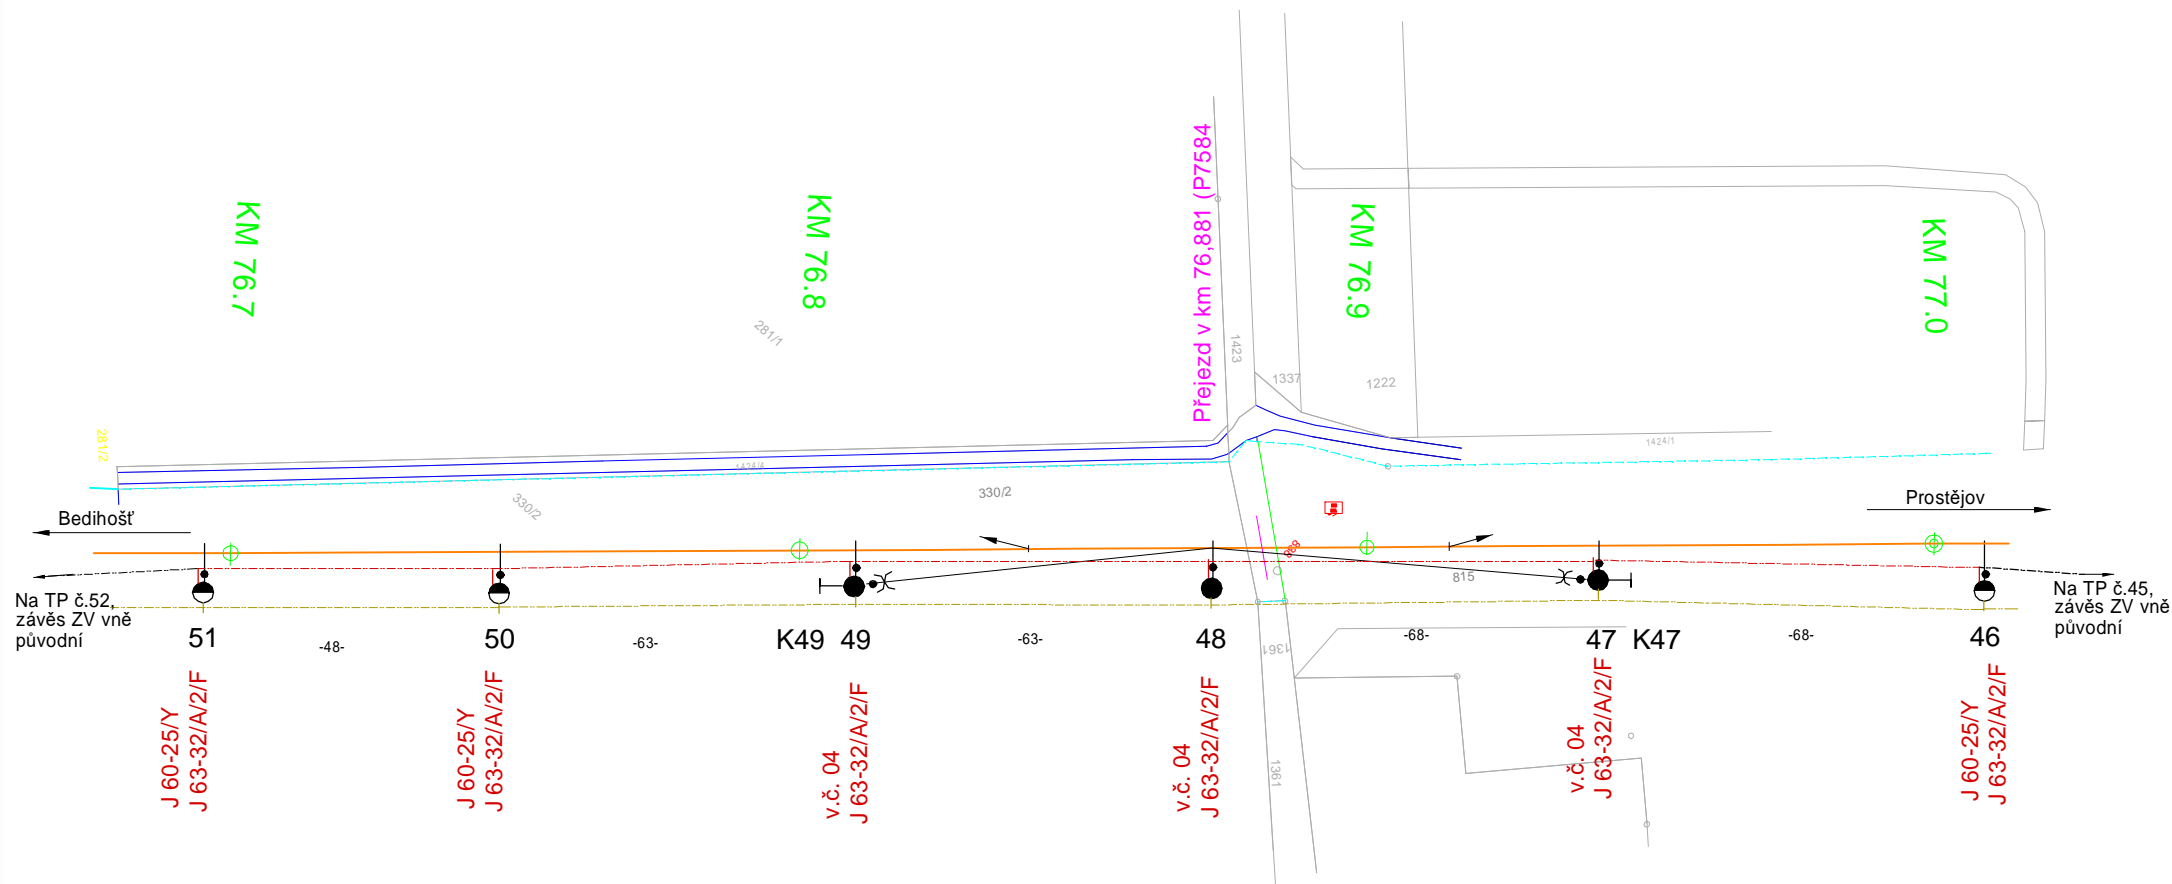 KM 76.7
KM 76.8
Přejezd v km 76,881 (P7584
KM 76.9
KM 77.0
281/1
1423
1337
1222
281/2
1424/4
1424/1
330/2
330/2
Bedihošť
Prostějov
838
815
Na TP č.52,
závěs ZV vně
původní
51
-48-
50
-63-
K49 49
-63-
48
1361
-68-
47 K47
-68-
46
Na TP č.45,
závěs ZV vně
původní
J 60-25/Y
J 63-32/A/2/F
J 60-25/Y
J 63-32/A/2/F
v.č. 04
J 63-32/A/2/F
v.č. 04
J 63-32/A/2/F
1361
v.č. 04
J 63-32/A/2/F
J 60-25/Y
J 63-32/A/2/F